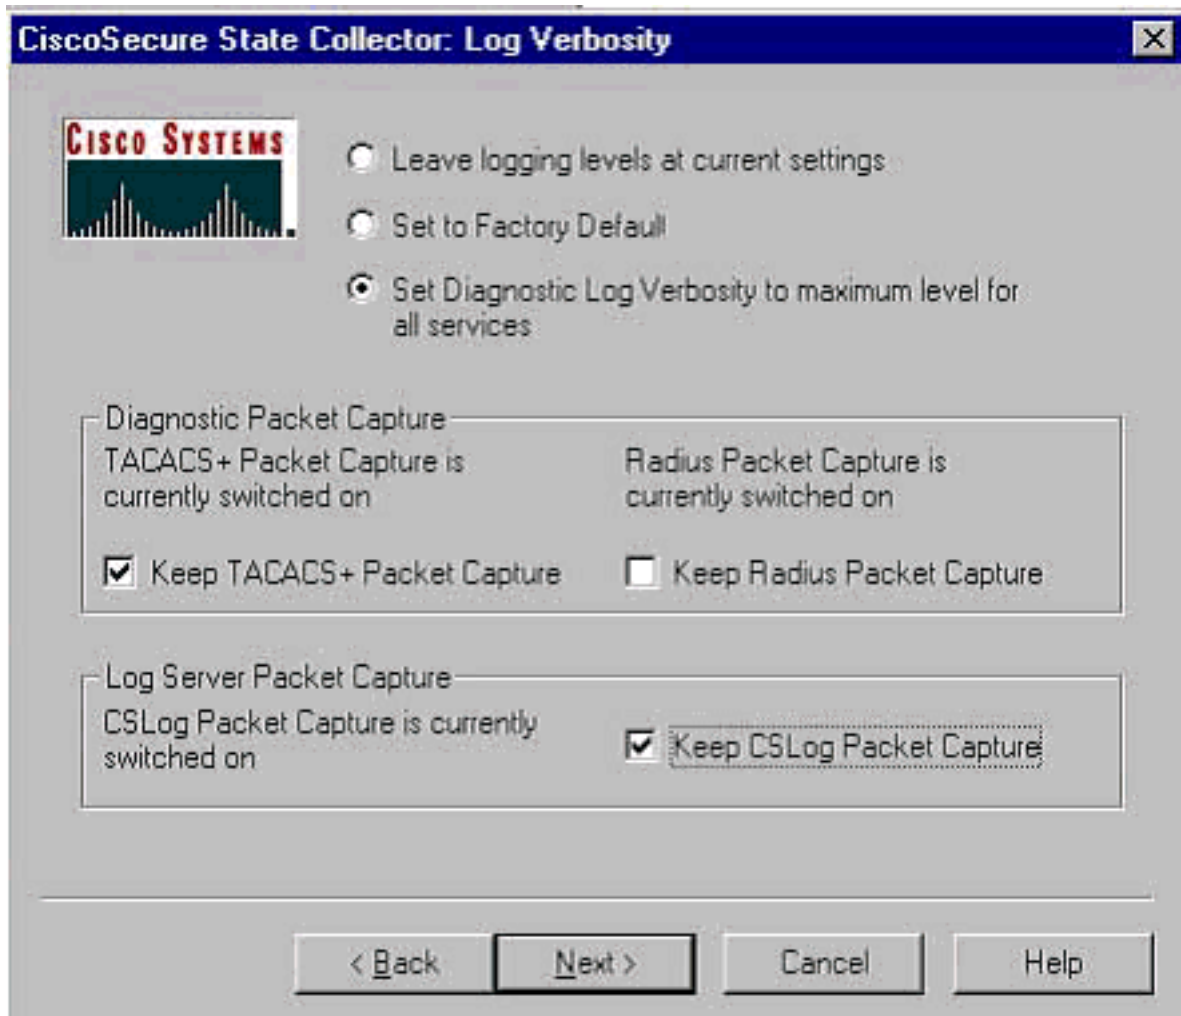 CiscoSecure State Collector: Log Verbosity
CISCO SYSTEMS
Leave logging levels at current settings
Set to Factory Default
Set Diagnostic Log Verbosity to maximum level for
all services
Diagnostic Packet Capture
TACACS+ Packet Capture is
currently switched on
Radius Packet Capture is
currently switched on
Keep TACACS+ Packet Capture
Keep Radius Packet Capture
Log Server Packet Capture
CSLog Packet Capture is currently
switched on
Keep CSLog Packet Capture
< Back
Next >
Cancel
Help